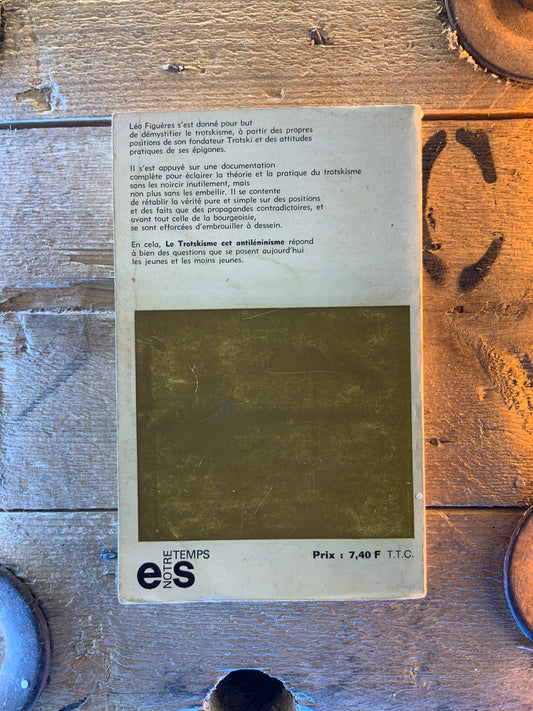 Léo Figuères s'est donné pour but
de démystifier le trotskisme, à partir des propres
positions de son fondateur Trotski et des attitudes
pratiques de ses épigones.
Il s'est appuyé sur une documentation
complète pour éclairer la théorie et la pratique du trotskisme
sans les noircir inutilement, mais
non plus sans les embellir. Il se contente
de rétablir la vérité pure et simple sur des positions
et des faits que des propagandes contradictoires, et
avant tout celle de la bourgeoisie,
se sont efforcées d'embrouiller à dessein.
En cela, Le Trotskisme cet antiléninisme répond
à bien des questions que se posent aujourd'hui
les jeunes et les moins jeunes.
es NOTRE TEMPS
Prix : 7,40 F T.T.C.